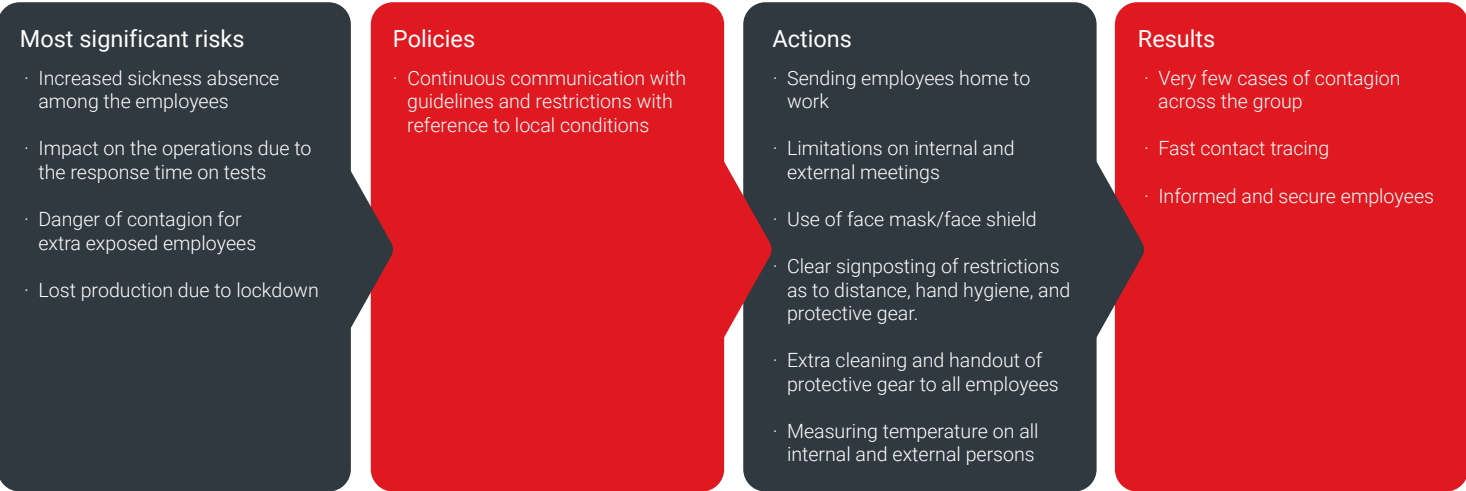 Most significant risks
· Increased sickness absence
among the employees
· Impact on the operations due to
the response time on tests
· Danger of contagion for
extra exposed employees
· Lost production due to lockdown
Policies
· Continuous communication with
guidelines and restrictions with
reference to local conditions
Actions
· Sending employees home to
work
· Limitations on internal and
external meetings
· Use of face mask/face shield
· Clear signposting of restrictions
as to distance, hand hygiene, and
protective gear.
· Extra cleaning and handout of
protective gear to all employees
· Measuring temperature on all
internal and external persons
Results
· Very few cases of contagion
across the group
· Fast contact tracing
· Informed and secure employees